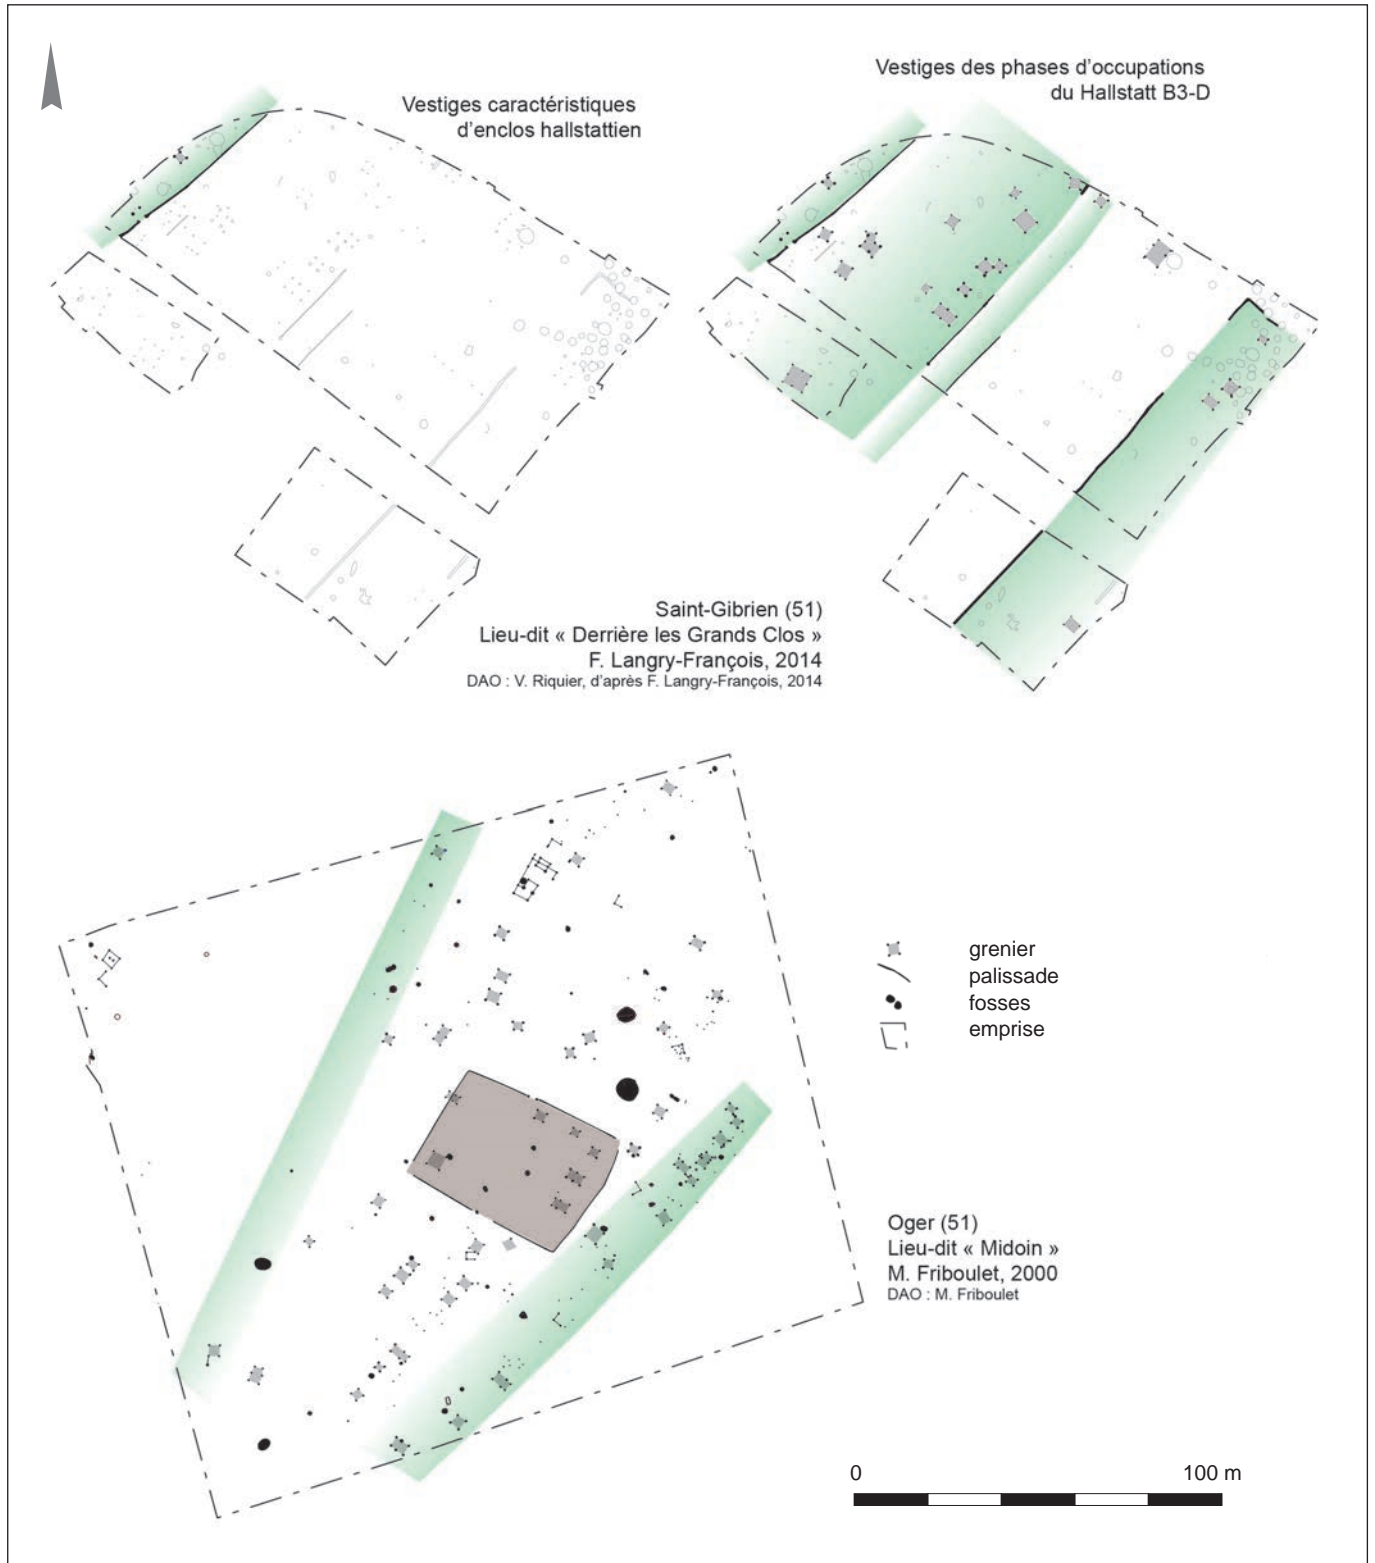 Vestiges caractéristiques
d'enclos hallstattien
Vestiges des phases d'occupations
du Hallstatt B3-D
Saint-Gibrien (51)
Lieu-dit « Derrière les Grands Clos »
F. Langry-François, 2014
DAO : V. Riquier, d'après F. Langry-François, 2014
grenier
palissade
fosses
emprise
Oger (51)
Lieu-dit « Midoin »
M. Friboulet, 2000
DAO : M. Friboulet
0 100 m